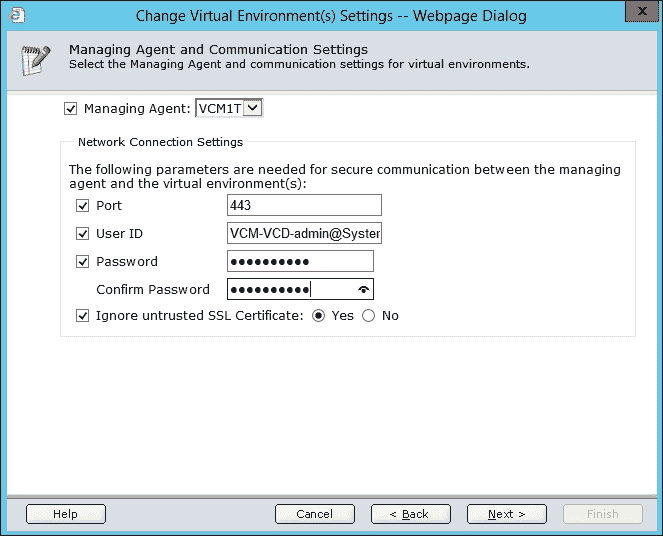 Change Virtual Environment(s) Settings -- Webpage Dialog
x
Managing Agent and Communication Settings
Select the Managing Agent and communication settings for virtual environments.
Managing Agent: VCM1T
Network Connection Settings
The following parameters are needed for secure communication between the managing
agent and the virtual environment(s):
Port 443
User ID VCM-VCD-admin@System
Password ●●●●●●●●●●
Confirm Password ●●●●●●●●●●
Ignore untrusted SSL Certificate: Yes No
Help Cancel < Back Next > Finish